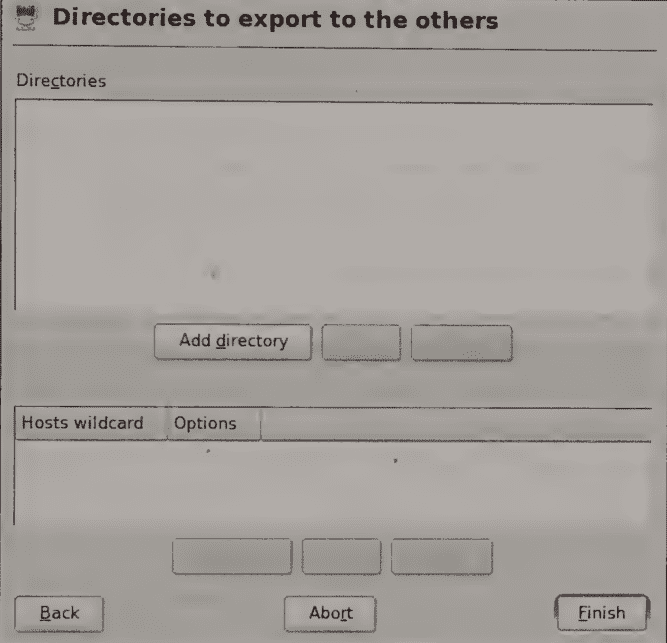 Directories to export to the others
Directories
Add directory
Hosts wildcard Options
Back Abort Finish